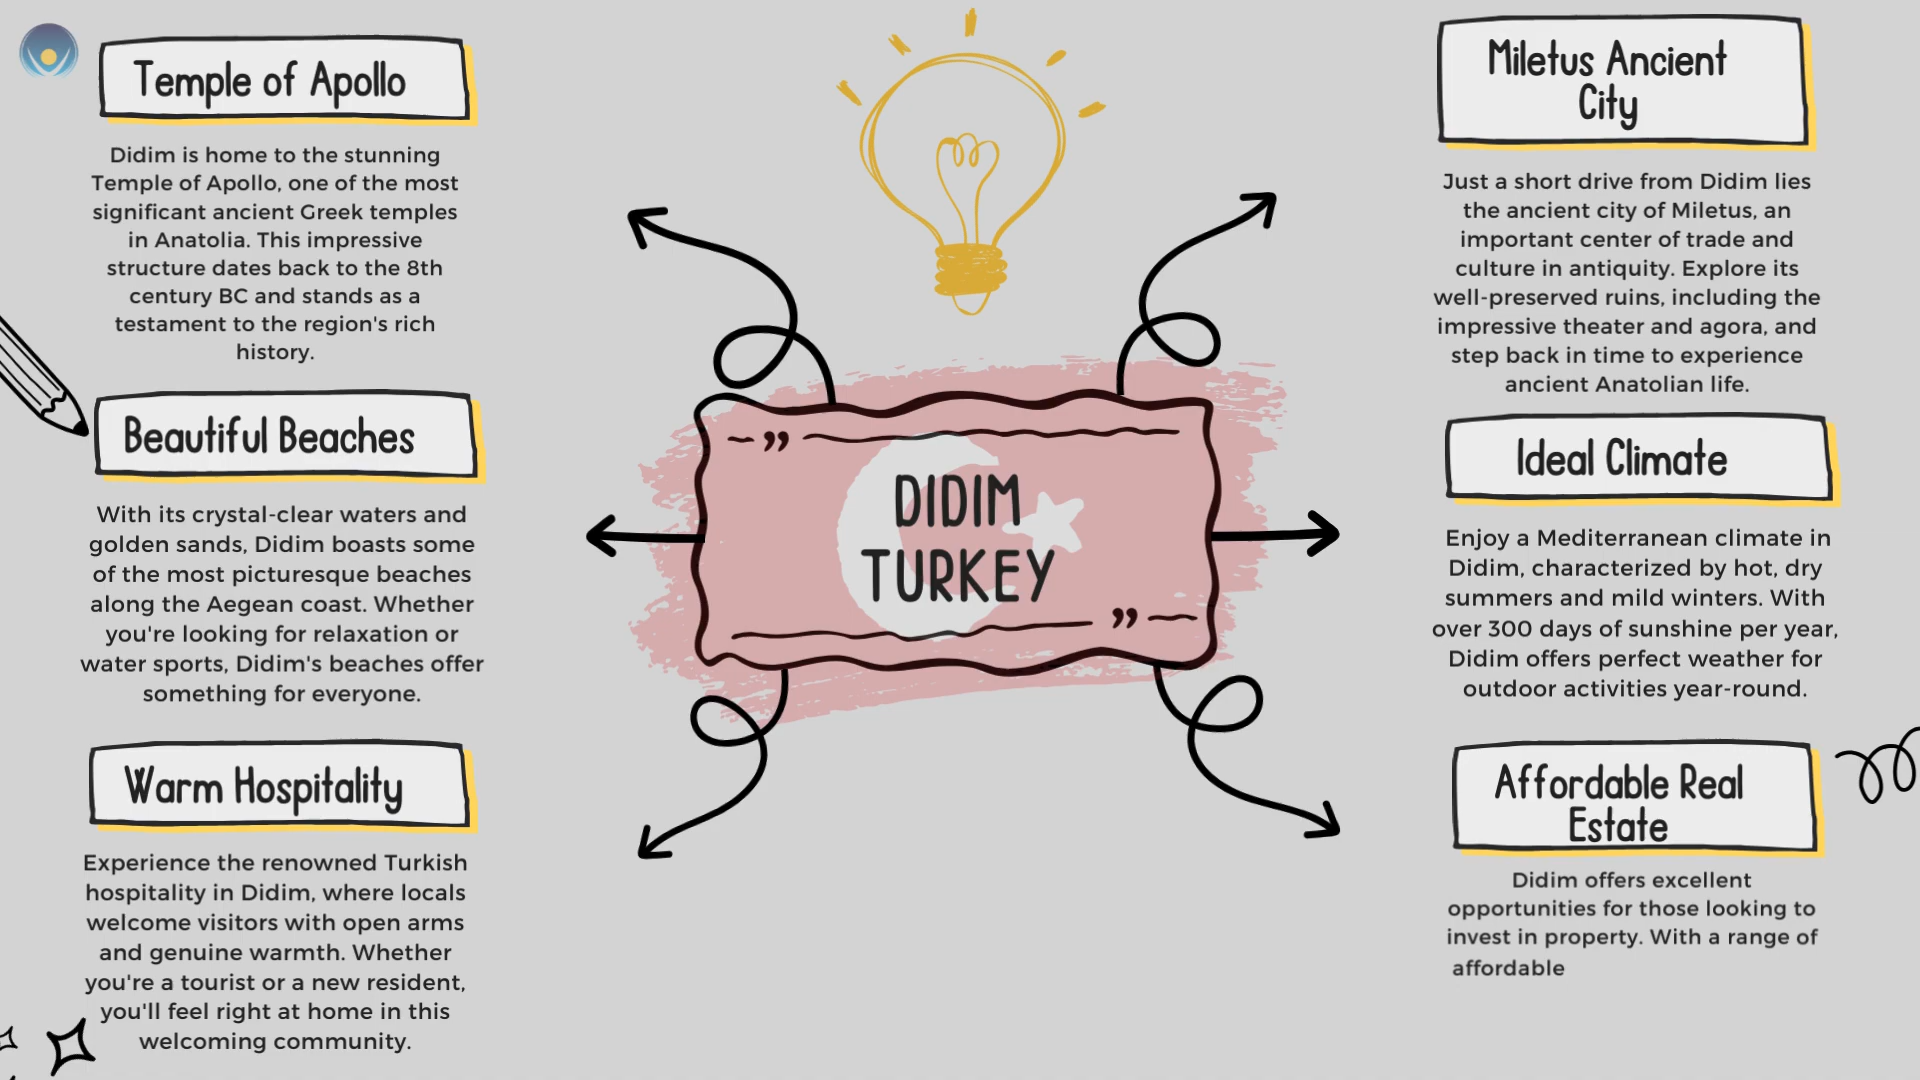 Temple of Apollo
Didim is home to the stunning
Temple of Apollo, one of the most
significant ancient Greek temples
in Anatolia. This impressive
structure dates back to the 8th
century BC and stands as a
testament to the region's rich
history.
Beautiful Beaches
With its crystal-clear waters and
golden sands, Didim boasts some
of the most picturesque beaches
along the Aegean coast. Whether
you're looking for relaxation or
water sports, Didim's beaches offer
something for everyone.
Warm Hospitality
Experience the renowned Turkish
hospitality in Didim, where locals
welcome visitors with open arms
and genuine warmth. Whether
you're a tourist or a new resident,
you'll feel right at home in this
welcoming community.
DIDIM
TURKEY
Miletus Ancient
City
Just a short drive from Didim lies
the ancient city of Miletus, an
important center of trade and
culture in antiquity. Explore its
well-preserved ruins, including the
impressive theater and agora, and
step back in time to experience
ancient Anatolian life.
Ideal Climate
Enjoy a Mediterranean climate in
Didim, characterized by hot, dry
summers and mild winters. With
over 300 days of sunshine per year,
Didim offers perfect weather for
outdoor activities year-round.
Affordable Real
Estate
Didim offers excellent
opportunities for those looking to
invest in property. With a range of
affordable